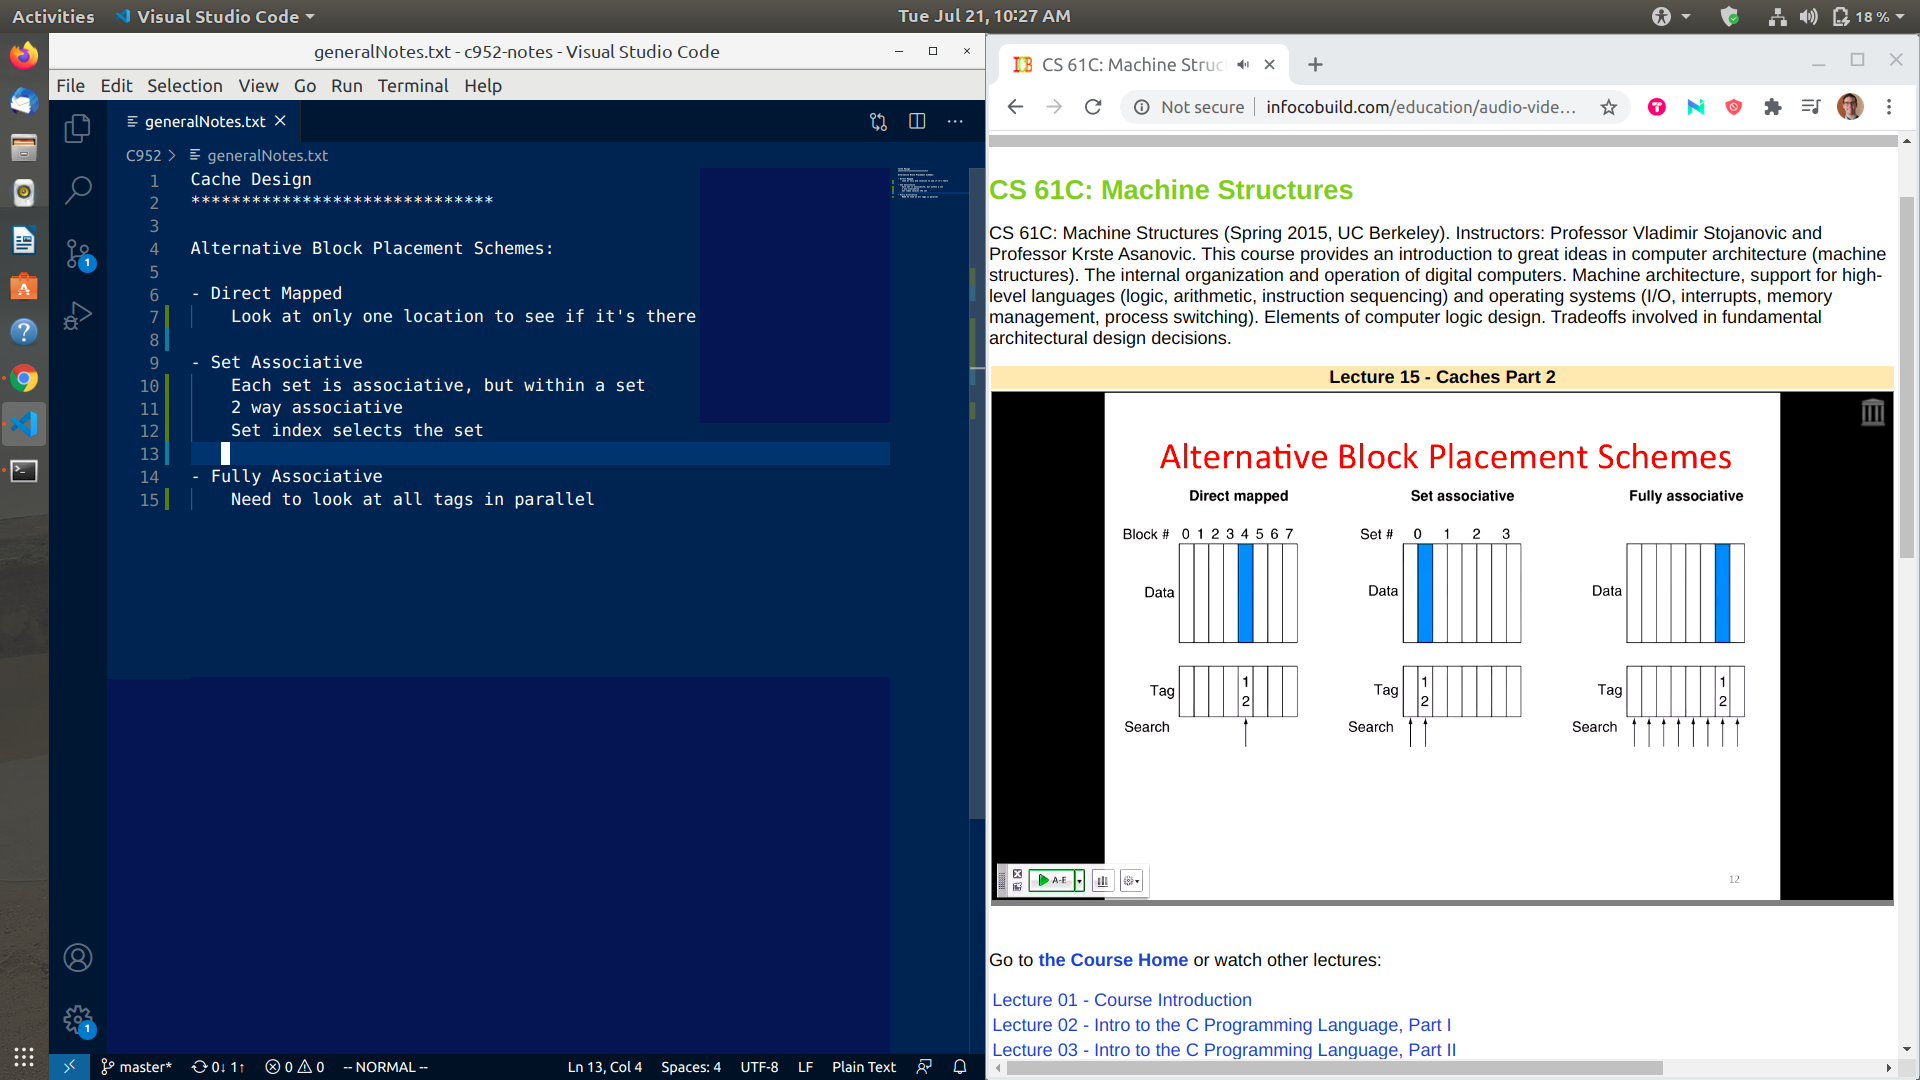 Activities
Visual Studio Code
Tue Jul 21, 10:27 AM
18 %
generalNotes.txt - c952-notes - Visual Studio Code
File Edit Selection View Go Run Terminal Help
generalNotes.txt
C952 > generalNotes.txt
1 Cache Design
2 ******************************
3
4 Alternative Block Placement Schemes:
5
6 - Direct Mapped
7 Look at only one location to see if it's there
8
9 - Set Associative
10 Each set is associative, but within a set
11 2 way associative
12 Set index selects the set
13
14 - Fully Associative
15 Need to look at all tags in parallel
1
1
master* 0↓ 1↑ 0 0 -- NORMAL -- Ln 13, Col 4 Spaces: 4 UTF-8 LF Plain Text
CS 61C: Machine Struc
Not secure infocobuild.com/education/audio-vide...
CS 61C: Machine Structures
CS 61C: Machine Structures (Spring 2015, UC Berkeley). Instructors: Professor Vladimir Stojanovic and
Professor Krste Asanovic. This course provides an introduction to great ideas in computer architecture (machine
structures). The internal organization and operation of digital computers. Machine architecture, support for high-
level languages (logic, arithmetic, instruction sequencing) and operating systems (I/O, interrupts, memory
management, process switching). Elements of computer logic design. Tradeoffs involved in fundamental
architectural design decisions.
Lecture 15 - Caches Part 2
Alternative Block Placement Schemes
Direct mapped Set associative Fully associative
Block # 0 1 2 3 4 5 6 7 Set # 0 1 2 3
Data Data Data
Tag 1 2 Tag 1 2 Tag 1 2
Search Search Search
A-E
12
Go to the Course Home or watch other lectures:
Lecture 01 - Course Introduction
Lecture 02 - Intro to the C Programming Language, Part I
Lecture 03 - Intro to the C Programming Language, Part II